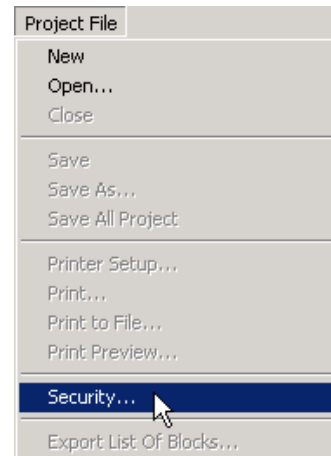 Project File
New
Open...
Close
Save
Save As...
Save All Project
Printer Setup...
Print...
Print to File...
Print Preview...
Security...
Export List Of Blocks...